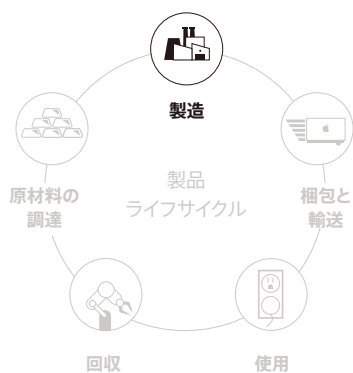 製造
原材料の
調達
製品
ライフサイクル
梱包と
輸送
回収
使用